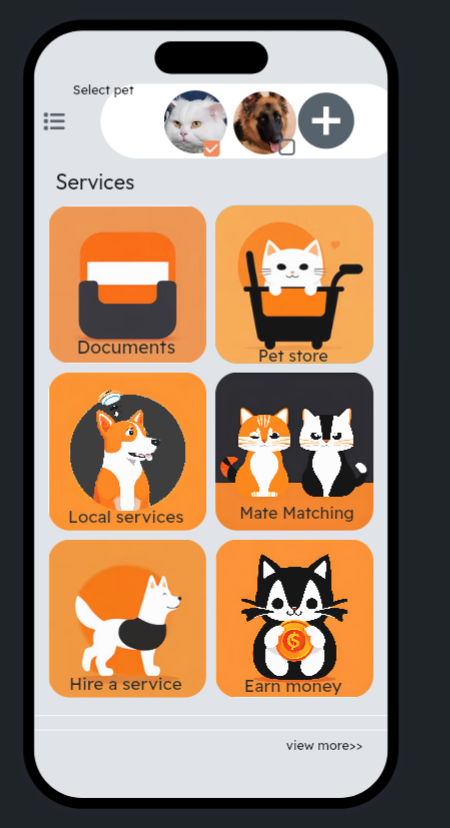 Select pet
Services
Documents
Pet store
Local services
Mate Matching
Hire a service
Earn money
view more>>